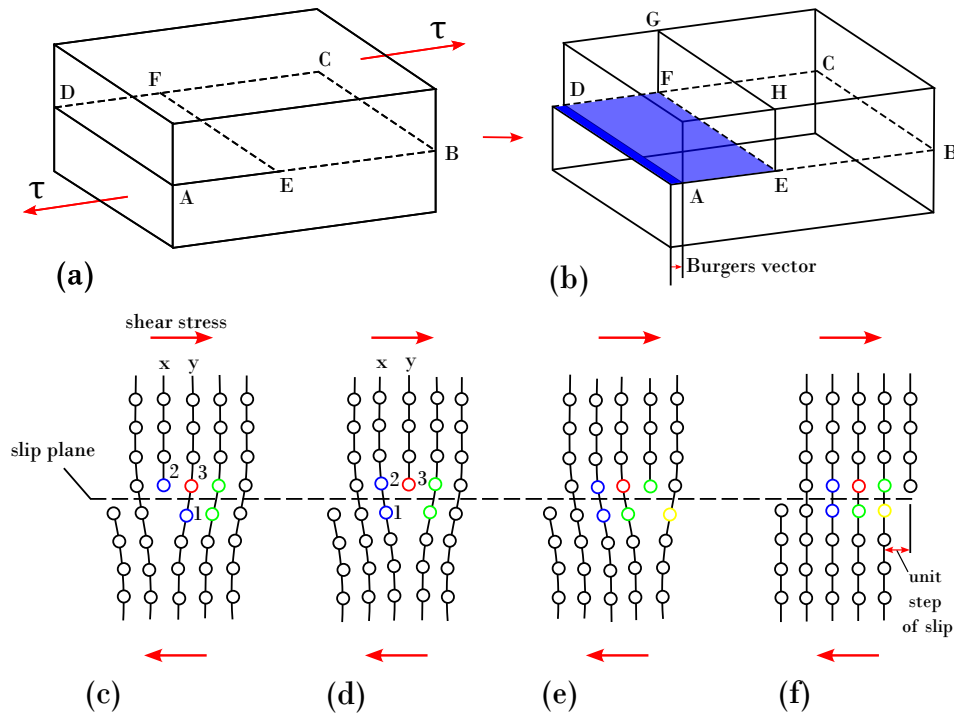 τ
D
F
C
B
E
A
τ
(a)
G
C
D
F
H
B
A
E
Burgers vector
(b)
shear stress
x y
x y
slip plane
2 3
1
2 3
1
unit
step
of slip
(c)
(d)
(e)
(f)